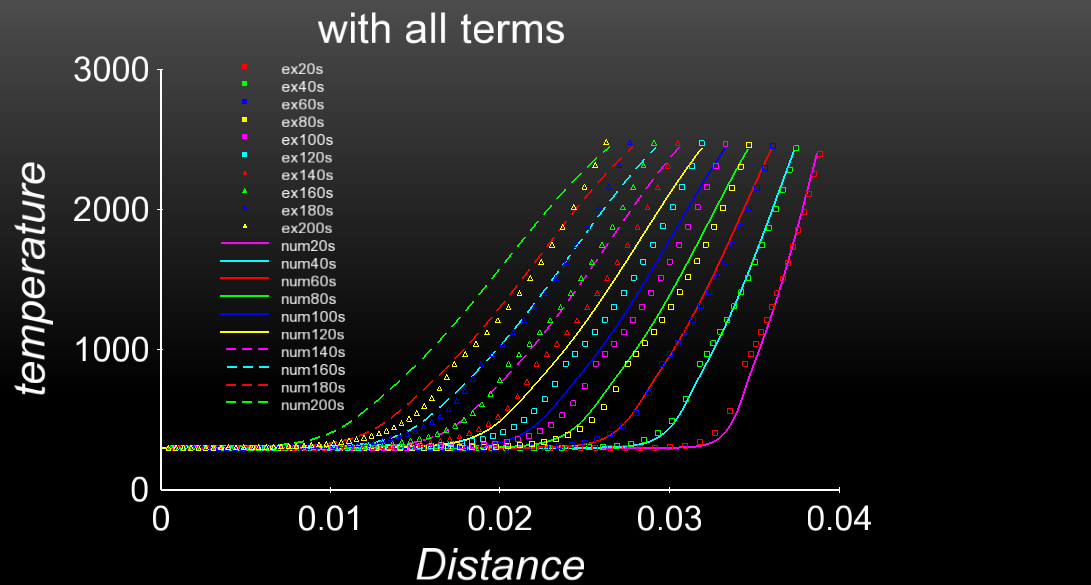 with all terms
3000
2000
1000
0
temperature
ex20s
ex40s
ex60s
ex80s
ex100s
ex120s
ex140s
ex160s
ex180s
ex200s
num20s
num40s
num60s
num80s
num100s
num120s
num140s
num160s
num180s
num200s
0
0.01
0.02
0.03
0.04
Distance